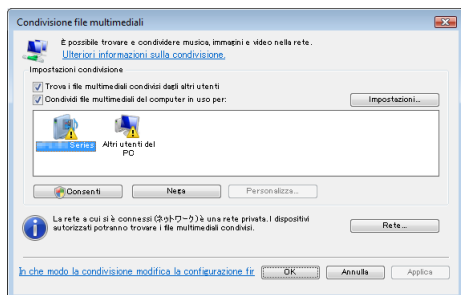 Condivisione file multimediali
È possibile trovare e condividere musica, immagini e video nella rete.
Ulteriori informazioni sulla condivisione.
Impostazioni condivisione
Trova i file multimediali condivisi dagli altri utenti
Condividi file multimediali del computer in uso per:
Impostazioni...
Series
Altri utenti del PC
Consenti
Nega
Personalizza...
La rete a cui si è connessi (ネットワーク) è una rete privata. I dispositivi autorizzati potranno trovare i file multimediali condivisi.
Rete...
In che modo la condivisione modifica la configurazione fir
OK
Annulla
Applica